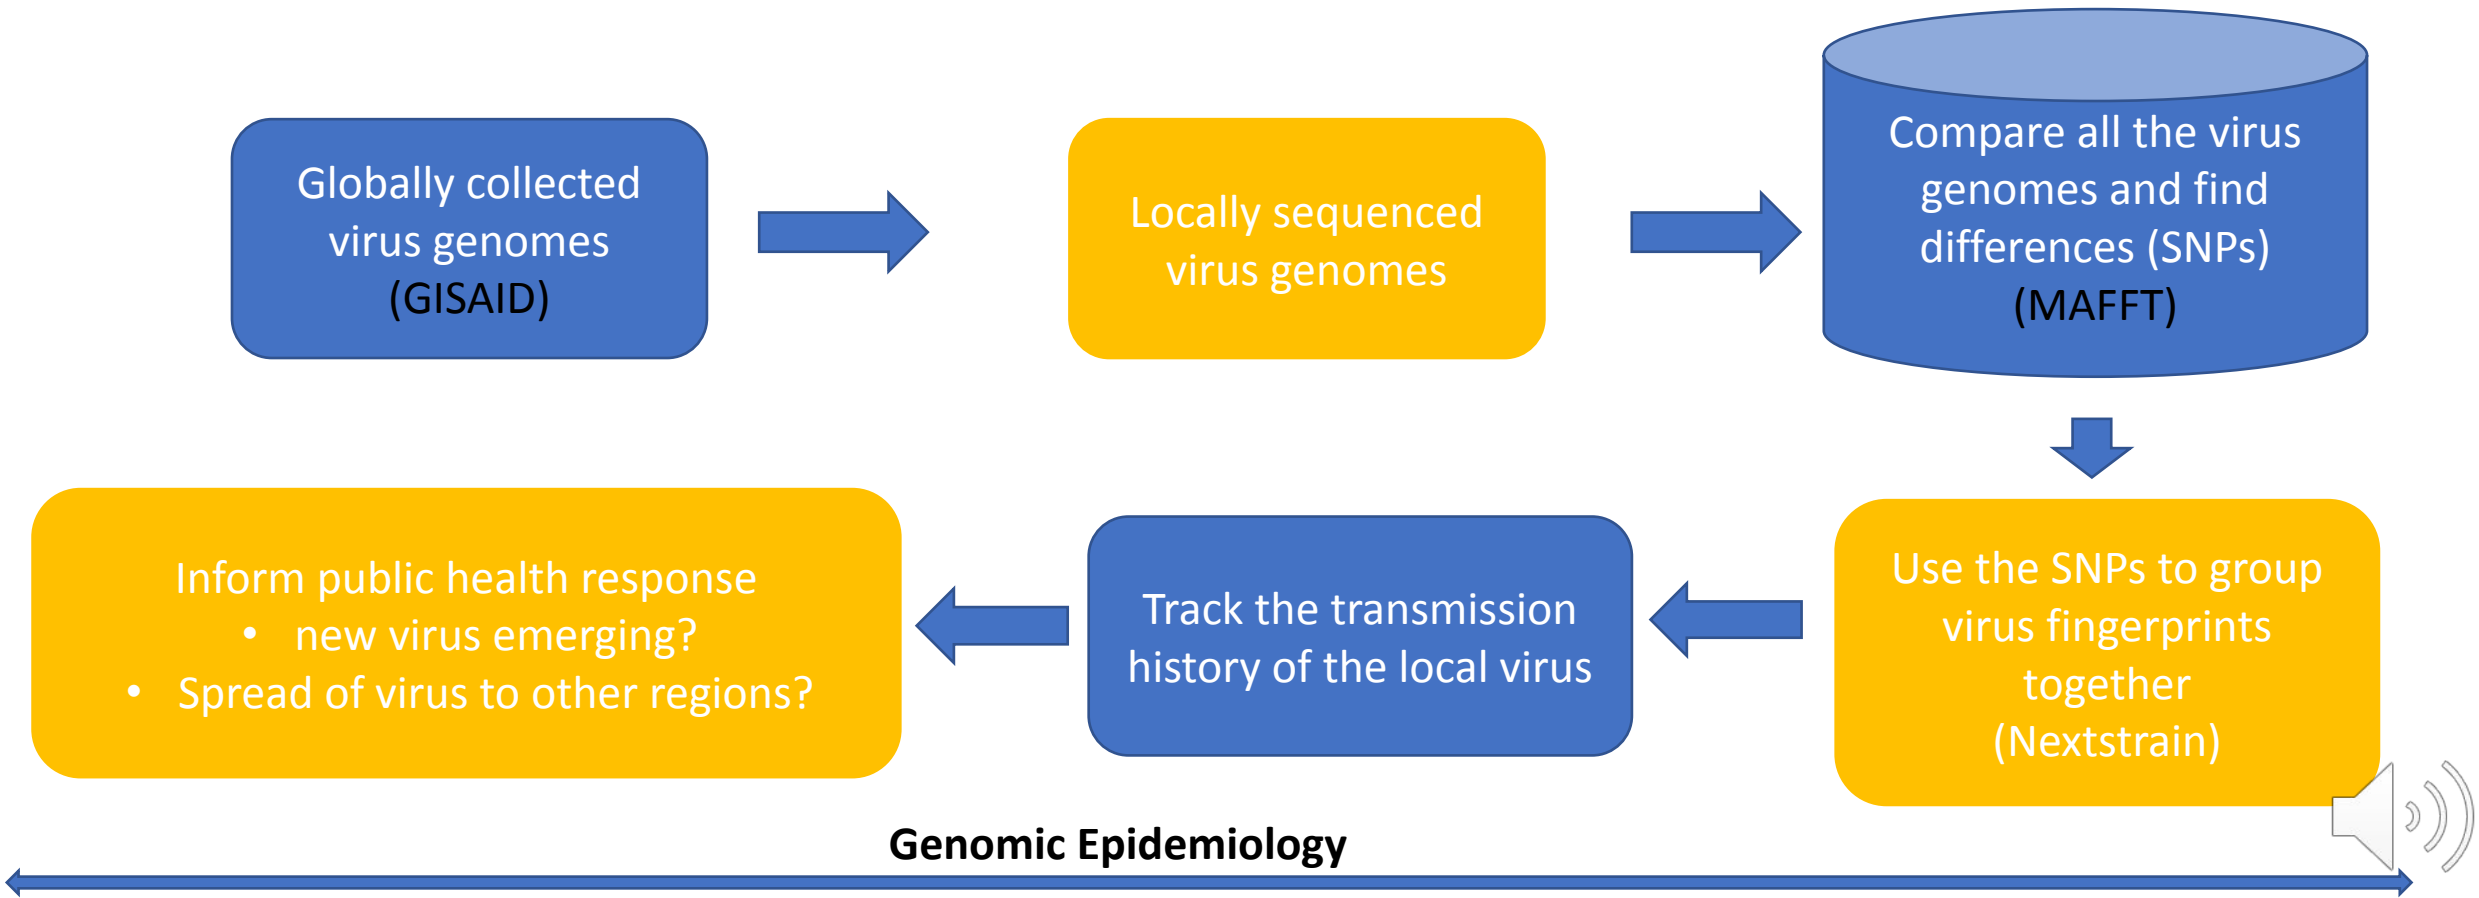 Globally collected
virus genomes
(GISAID)
Locally sequenced
virus genomes
Compare all the virus
genomes and find
differences (SNPs)
(MAFFT)
Use the SNPs to group
virus fingerprints
together
(Nextstrain)
Track the transmission
history of the local virus
Inform public health response
• new virus emerging?
• Spread of virus to other regions?
Genomic Epidemiology